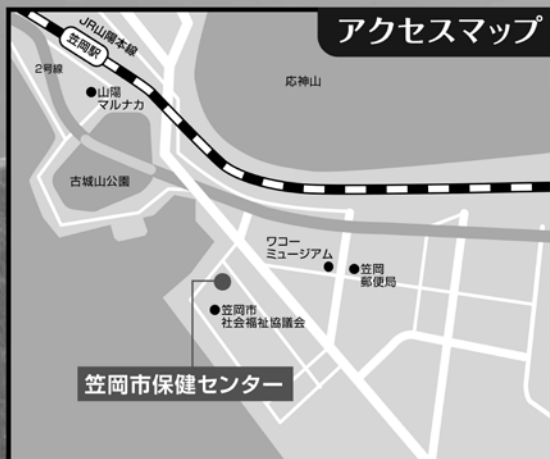 アクセスマップ
JR山陽本線
笠岡駅
2号線
応神山
山陽
マルナカ
古城山公園
ワコー
ミュージアム
笠岡
郵便局
笠岡市
社会福祉協議会
笠岡市保健センター